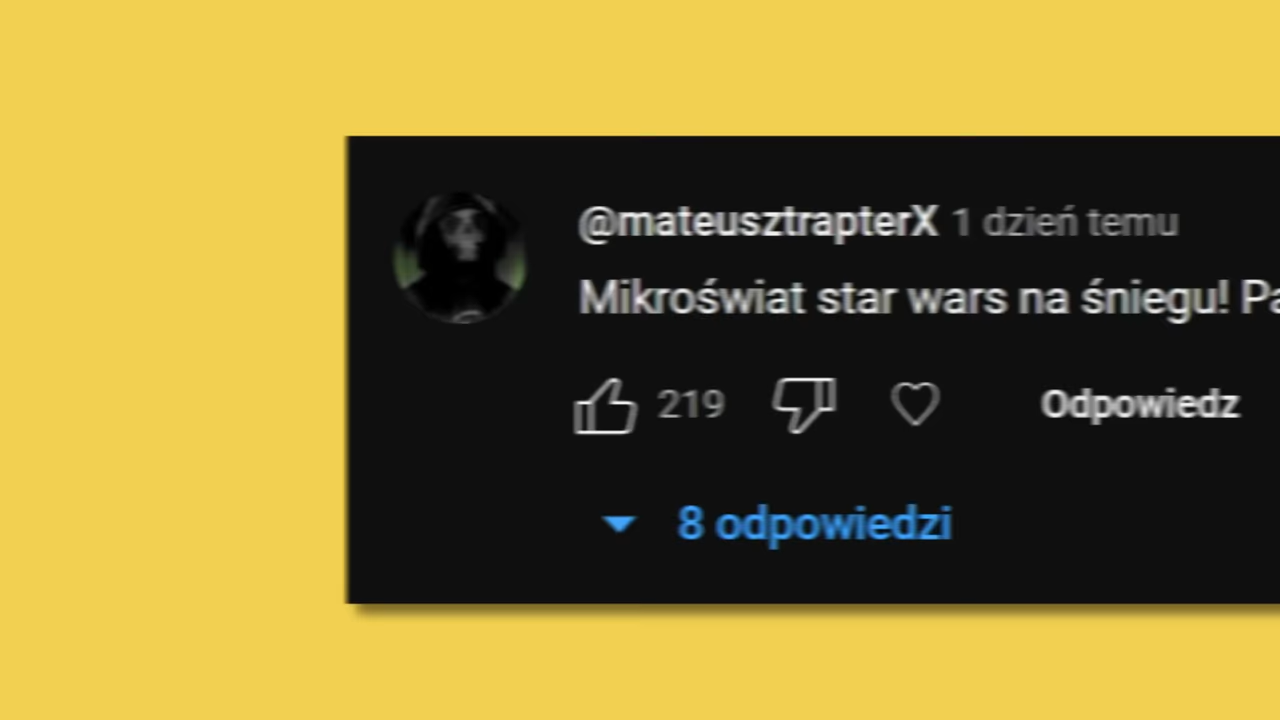 @mateusztrapterX 1 dzień temu
Mikroświat star wars na śniegu!
219 Odpowiedz
8 odpowiedzi